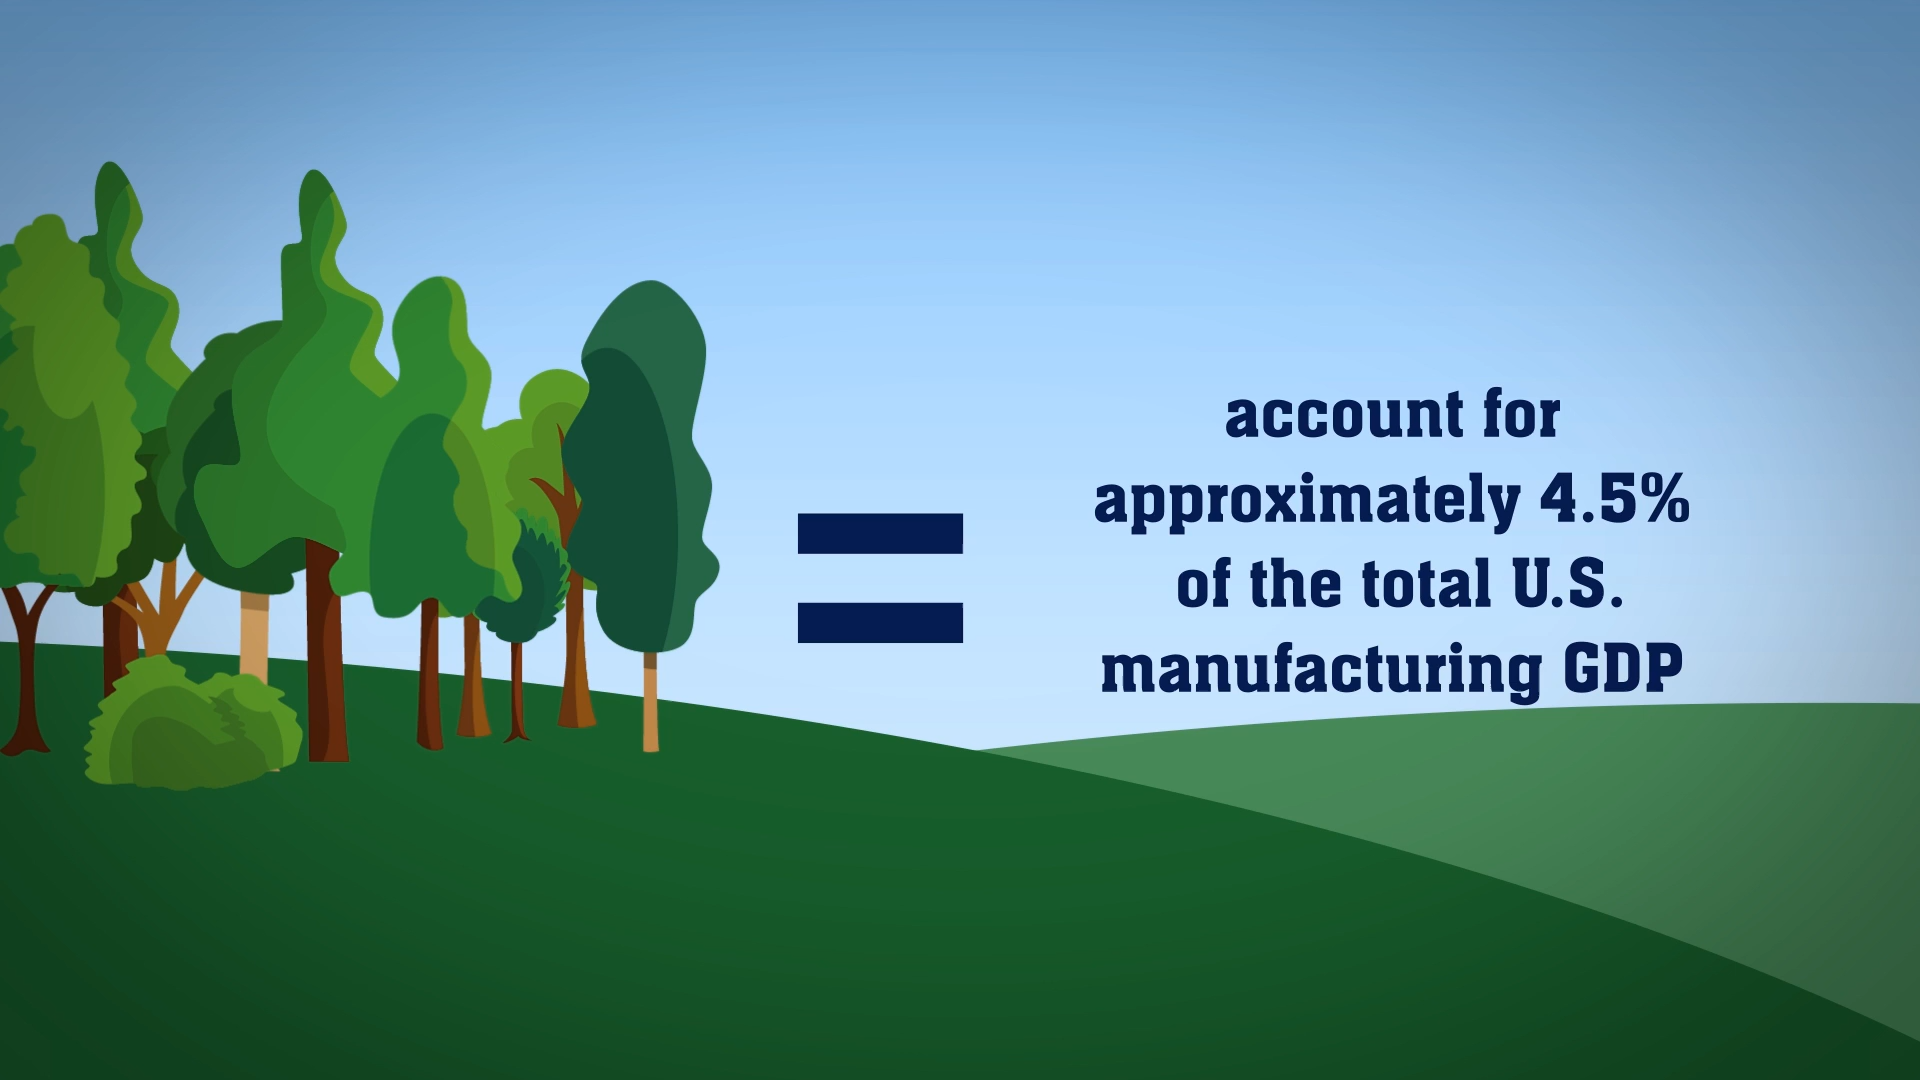 =
account for
approximately 4.5%
of the total U.S.
manufacturing GDP